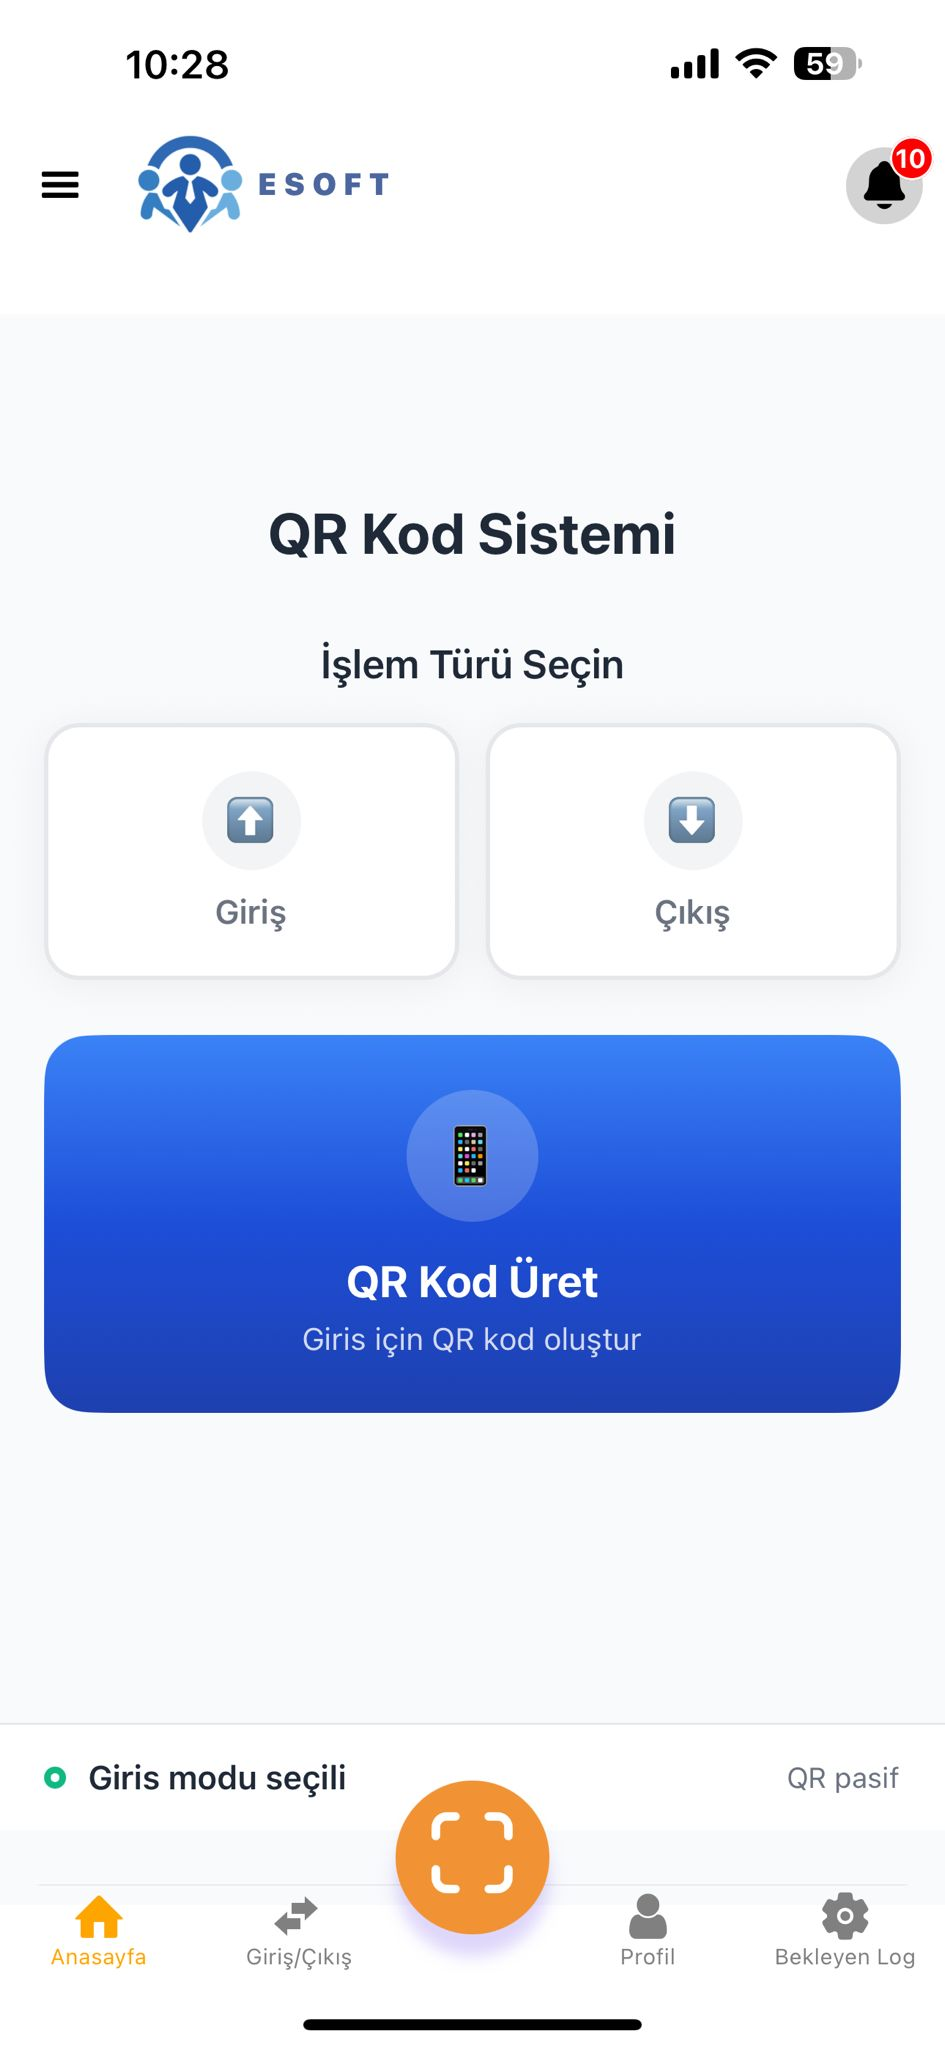 10:28
59
ESOFT
10
QR Kod Sistemi
İşlem Türü Seçin
Giriş
Çıkış
QR Kod Üret
Giris için QR kod oluştur
Giris modu seçili
QR pasif
Anasayfa
Giriş/Çıkış
Profil
Bekleyen Log